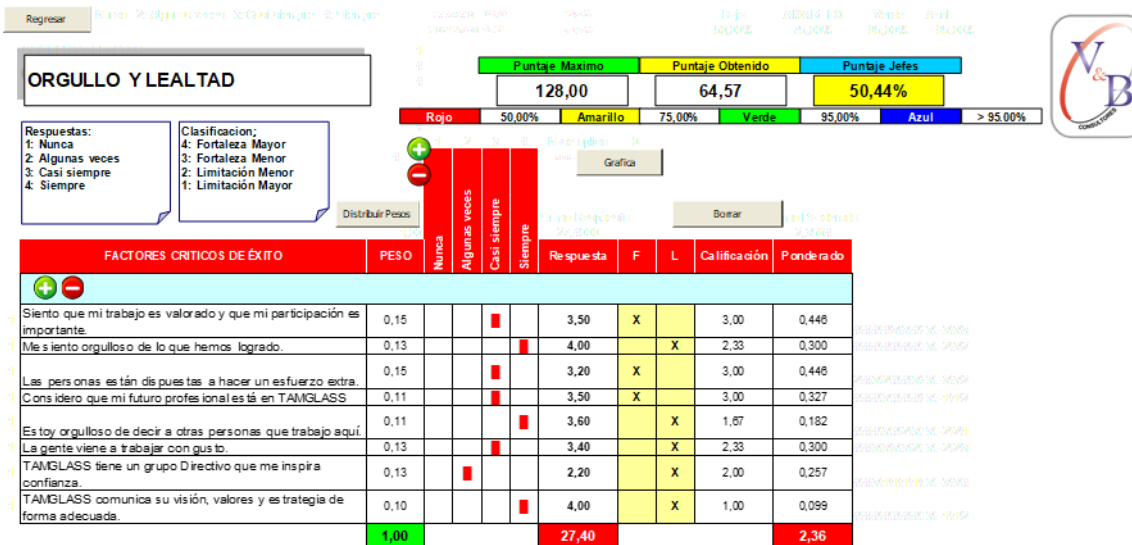 Regresar
ORGULLO Y LEALTAD
Puntaje Maximo Puntaje Obtenido Puntaje Jefes
128,00 64,57 50,44%
Rojo 50,00% Amarillo 75,00% Verde 95,00% Azul > 95,00%
V&B
CONSULTORES
Respuestas:
1: Nunca
2: Algunas veces
3: Casi siempre
4: Siempre
Clasificacion;
4: Fortaleza Mayor
3: Fortaleza Menor
2: Limitación Menor
1: Limitación Mayor
Grafica
Distribuir Pesos
Borrar
FACTORES CRITICOS DE ÉXITO PESO Nunca Algunas veces Casi siempre Siempre Respuesta F L Calificación Ponderado
Siento que mi trabajo es valorado y que mi participación es
importante. 0,15 3,50 X 3,00 0,446
Me siento orgulloso de lo que hemos logrado. 0,13 4,00 X 2,33 0,300
Las personas están dispuestas a hacer un esfuerzo extra. 0,15 3,20 X 3,00 0,446
Considero que mi futuro profesional está en TAMGLASS 0,11 3,50 X 3,00 0,327
Estoy orgulloso de decir a otras personas que trabajo aquí. 0,11 3,60 X 1,67 0,182
La gente viene a trabajar con gusto. 0,13 3,40 X 2,33 0,300
TAMGLASS tiene un grupo Directivo que me inspira
confianza. 0,13 2,20 X 2,00 0,257
TAMGLASS comunica su visión, valores y estrategia de
forma adecuada. 0,10 4,00 X 1,00 0,099
1,00 27,40 2,36